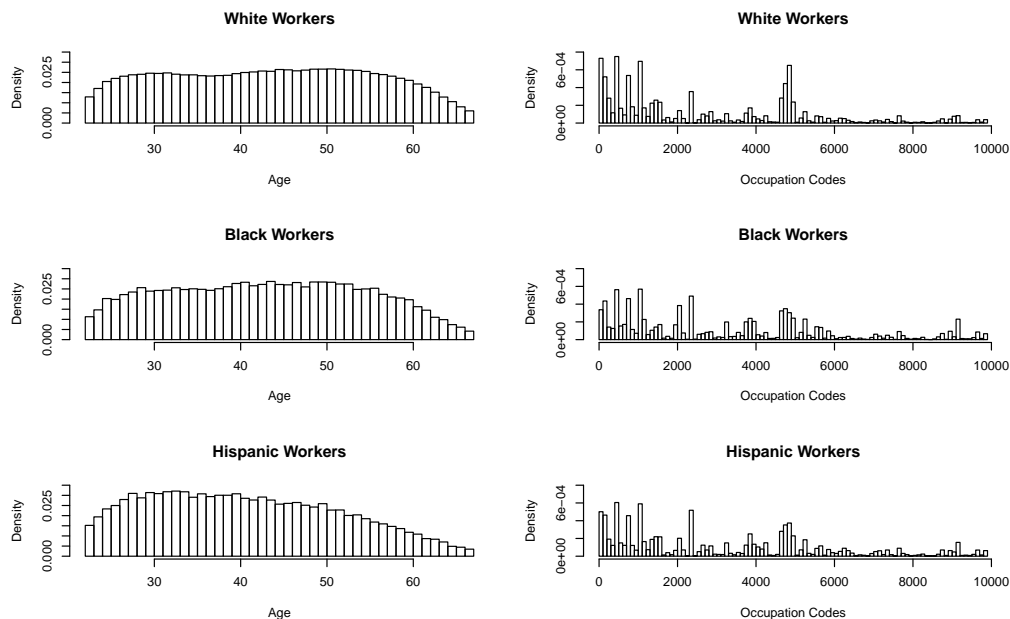 White Workers
Density
0.000
0.025
30
40
50
60
Age
White Workers
Density
0e+00
6e-04
0
2000
4000
6000
8000
10000
Occupation Codes
Black Workers
Density
0.000
0.025
30
40
50
60
Age
Black Workers
Density
0e+00
6e-04
0
2000
4000
6000
8000
10000
Occupation Codes
Hispanic Workers
Density
0.000
0.025
30
40
50
60
Age
Hispanic Workers
Density
0e+00
6e-04
0
2000
4000
6000
8000
10000
Occupation Codes